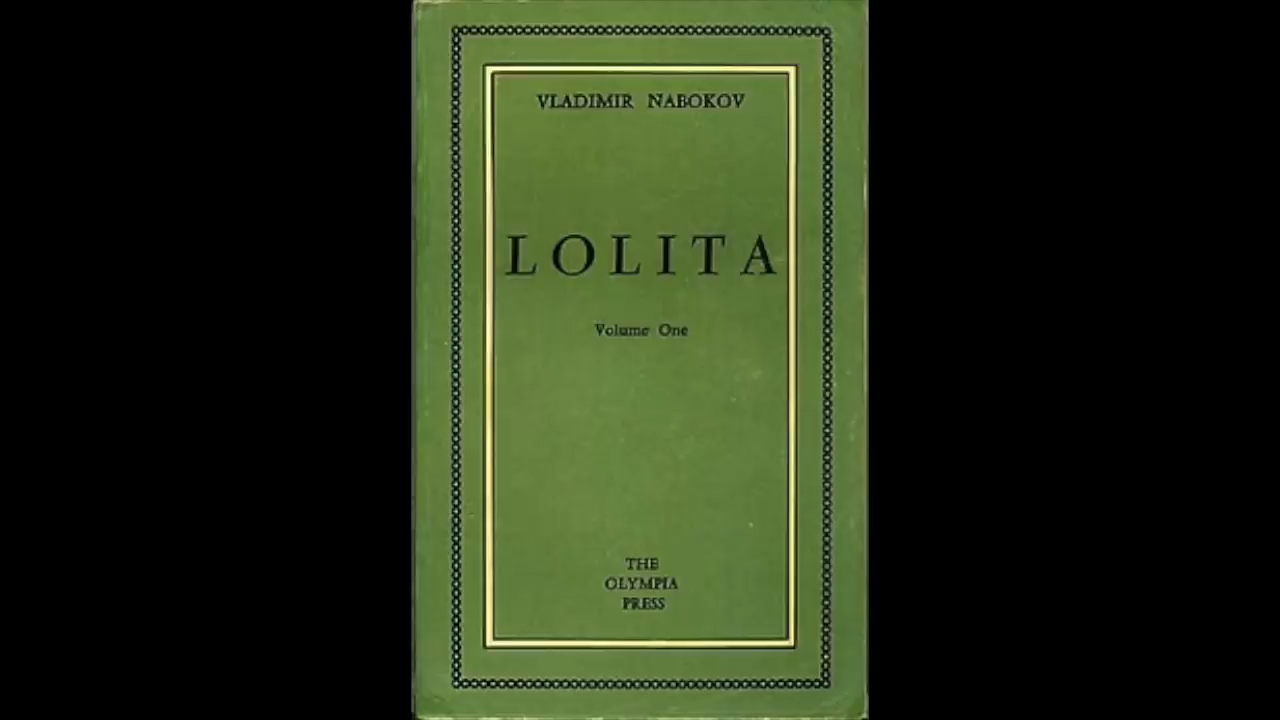 VLADIMIR NABOKOV
LOLITA
Volume One
THE
OLYMPIA
PRESS